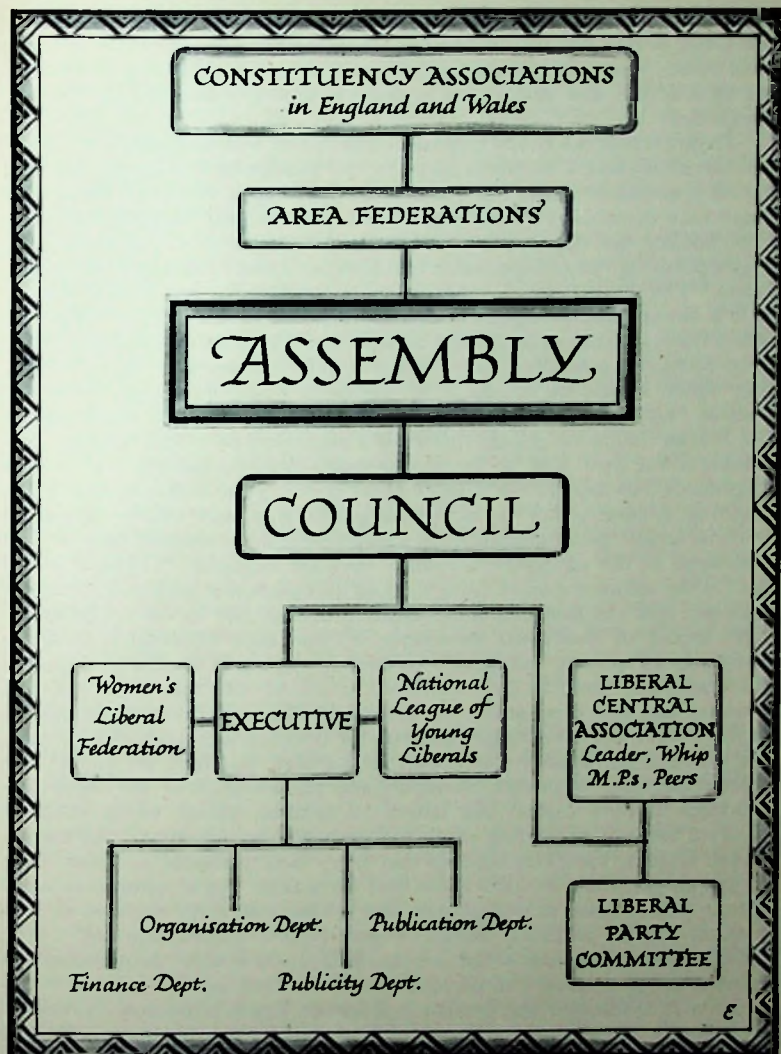 CONSTITUENCY ASSOCIATIONS
in England and Wales
AREA FEDERATIONS
ASSEMBLY
COUNCIL
Women's
Liberal
Federation
EXECUTIVE
National
League of
Young
Liberals
LIBERAL
CENTRAL
ASSOCIATION
Leader, Whip
M.P.s, Peers
Organisation Dept.
Publication Dept.
Finance Dept.
Publicity Dept.
LIBERAL
PARTY
COMMITTEE
E